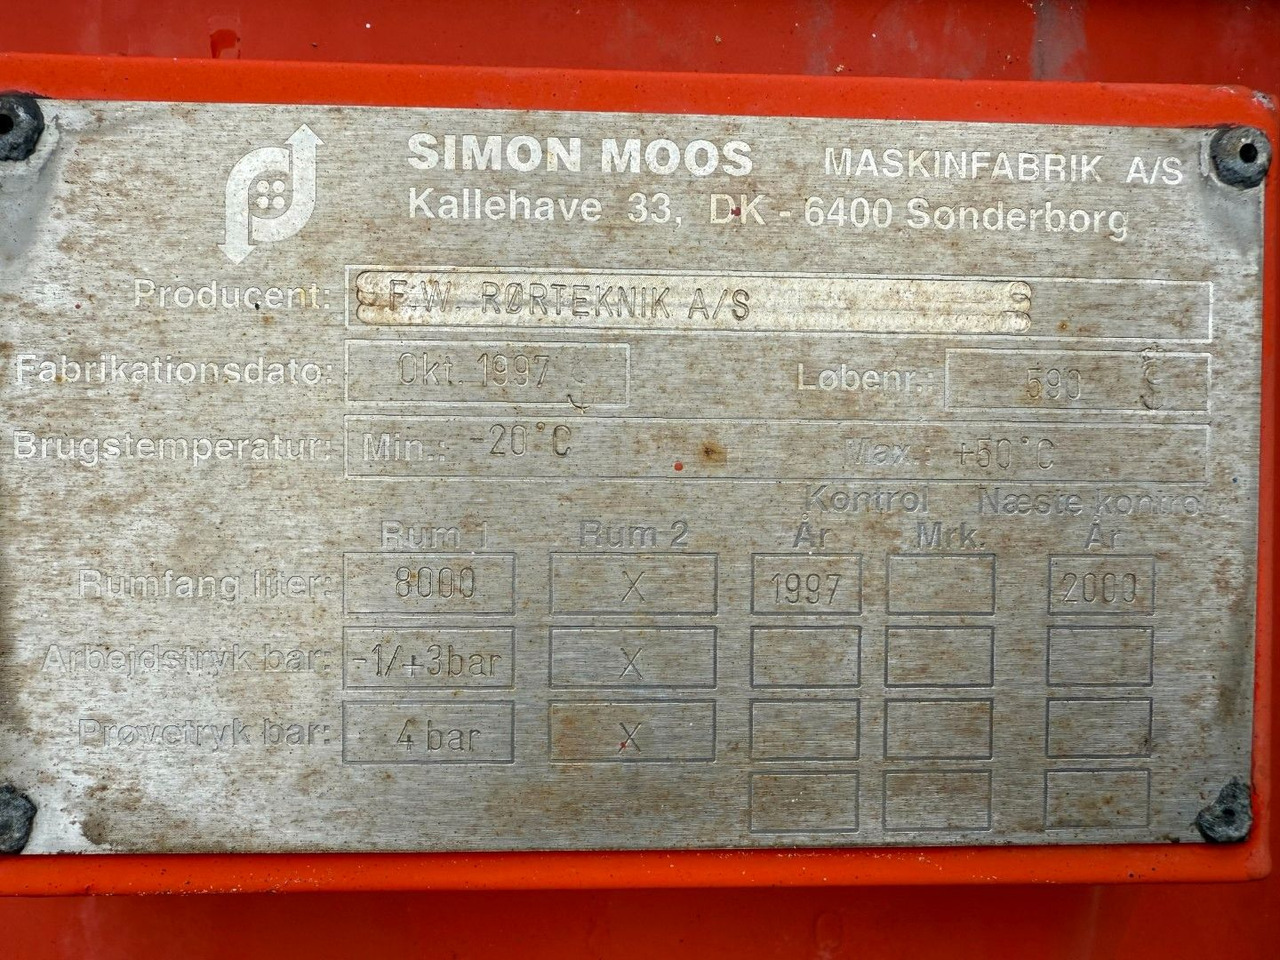 SIMON MOOS MASKINFABRIK A/S
Kallehave 33, DK - 6400 Sønderborg
Producent: F.W. RØRTEKNIK A/S
Fabrikationsdato: Okt. 1997 Løbenr.: 590
Brugstemperatur: Min.: -20°C Max.: +50°C
Kontrol Næste kontrol
Rum 1 Rum 2 År Mrk. År
Rumfang liter: 8000 X 1997 2000
Arbejdstryk bar: -1/+3bar X
Prøvetryk bar: 4 bar X